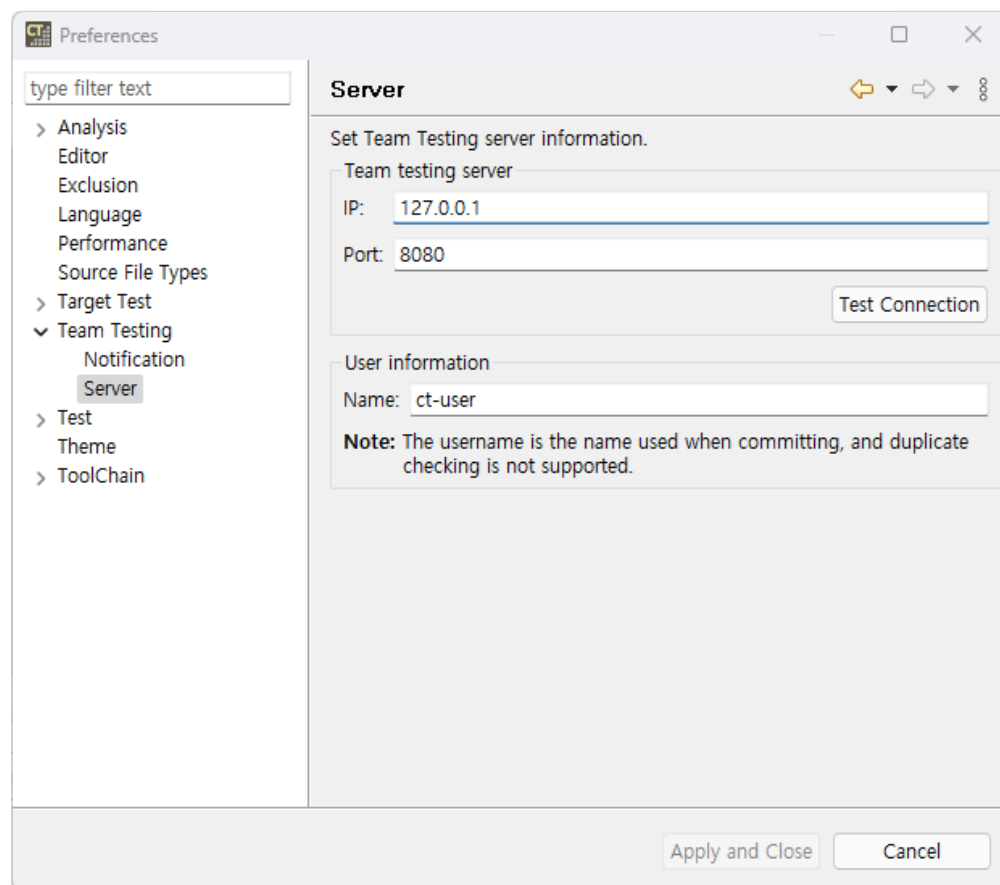 CT
Preferences
type filter text
Analysis
Editor
Exclusion
Language
Performance
Source File Types
Target Test
Team Testing
Notification
Server
Test
Theme
ToolChain
Server
Set Team Testing server information.
Team testing server
IP: 127.0.0.1
Port: 8080
Test Connection
User information
Name: ct-user
Note: The username is the name used when committing, and duplicate
checking is not supported.
Apply and Close
Cancel